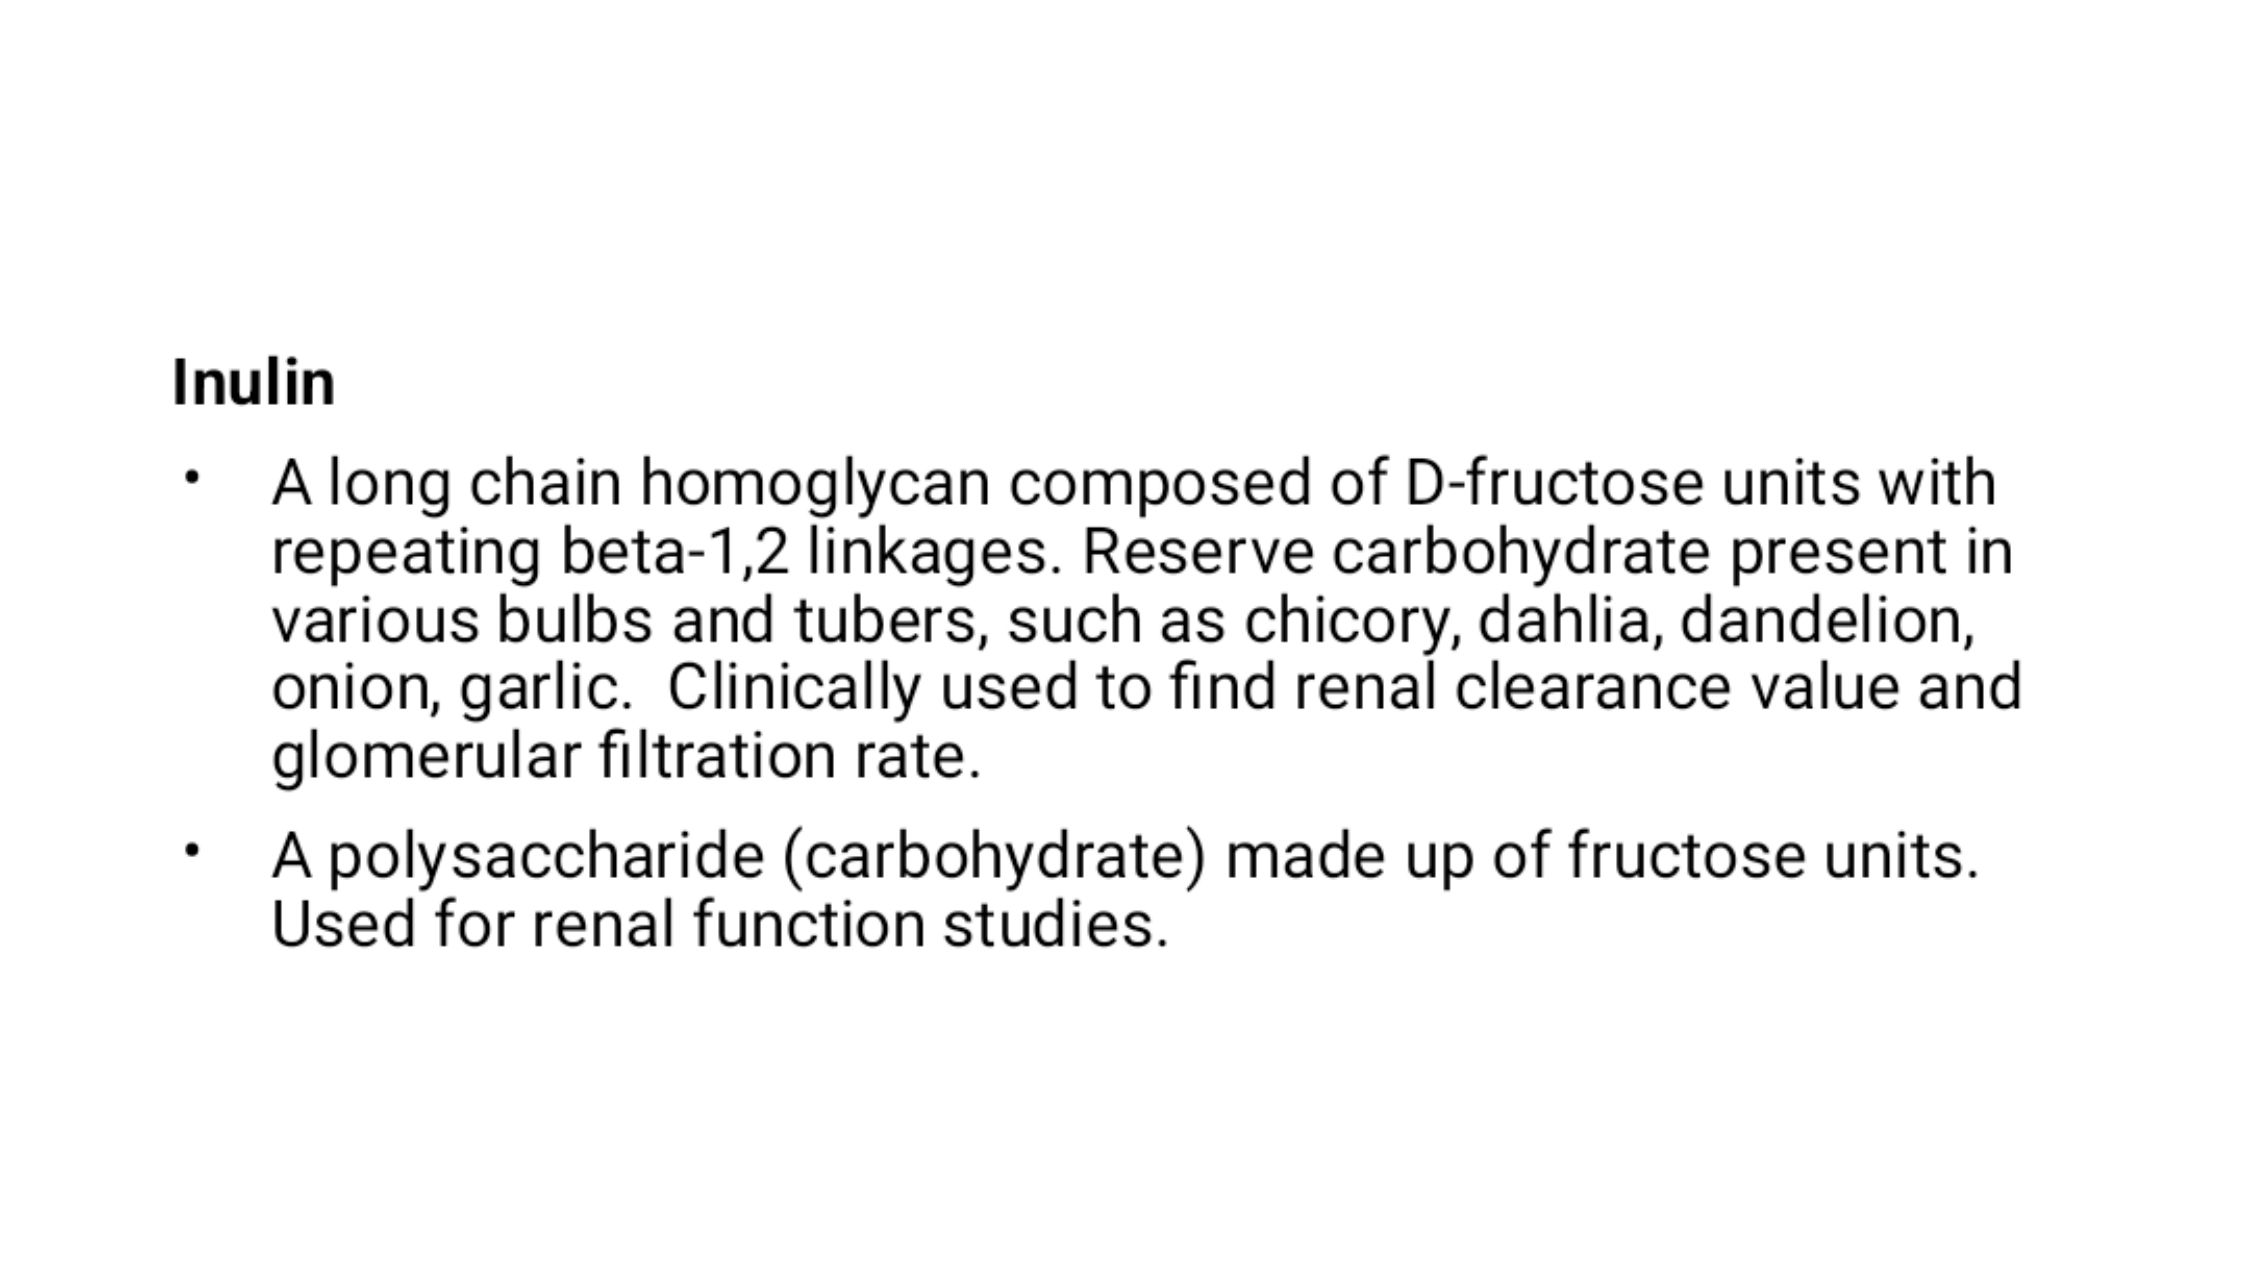 Inulin
• A long chain homoglycan composed of D-fructose units with
repeating beta-1,2 linkages. Reserve carbohydrate present in
various bulbs and tubers, such as chicory, dahlia, dandelion,
onion, garlic.  Clinically used to find renal clearance value and
glomerular filtration rate.
• A polysaccharide (carbohydrate) made up of fructose units.
Used for renal function studies.